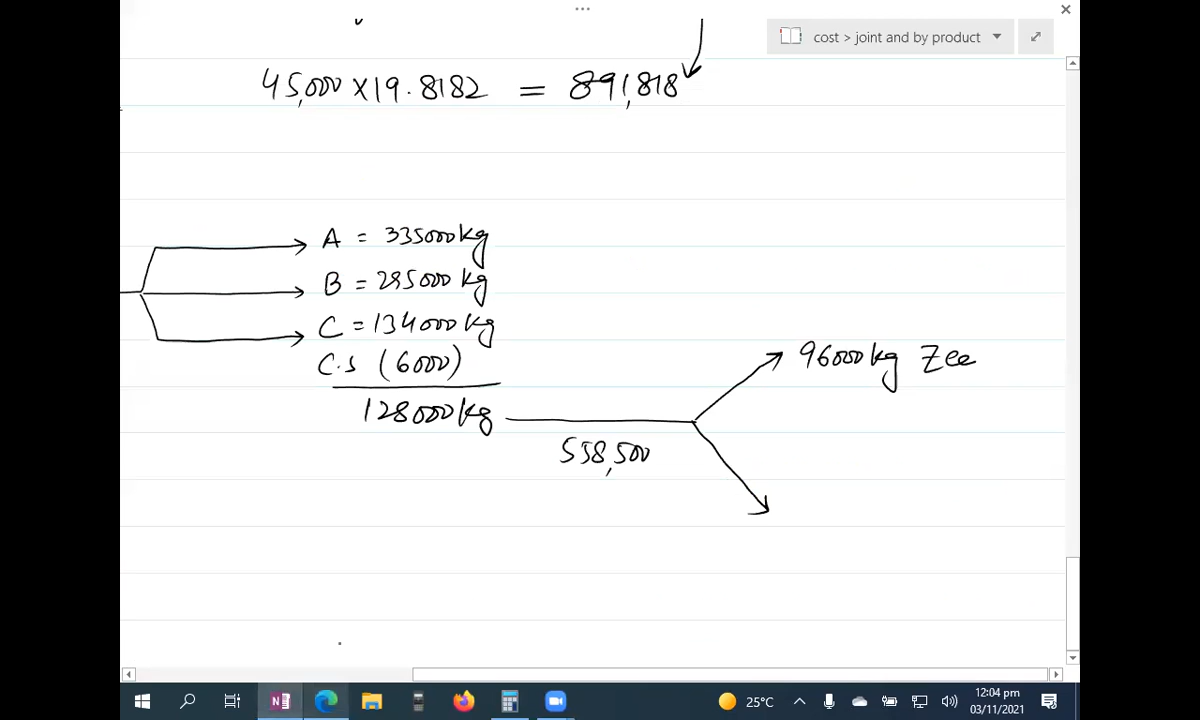 cost > joint and by product
45,000 × 19.8182 = 891,818
A = 335000 kg
B = 285000 kg
C = 134000 kg
C.S (6000)
96000 kg Zee
128000 kg
538,500
25°C
12:04 pm
03/11/2021